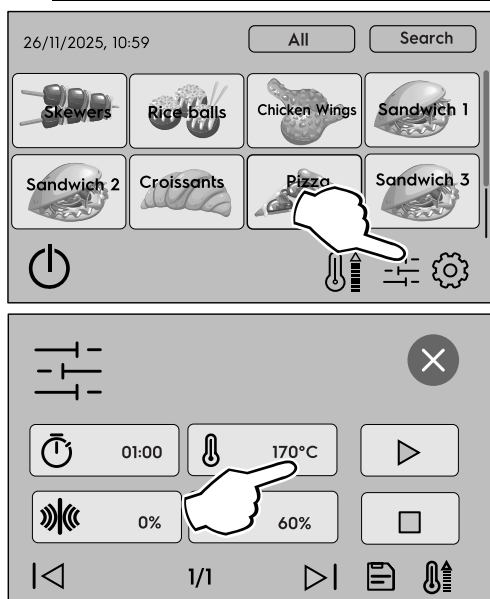 26/11/2025, 10:59 All Search
Skewers Rice balls Chicken Wings Sandwich 1
Sandwich 2 Croissants Pizza Sandwich 3
01:00 170°C
0% 60%
1/1